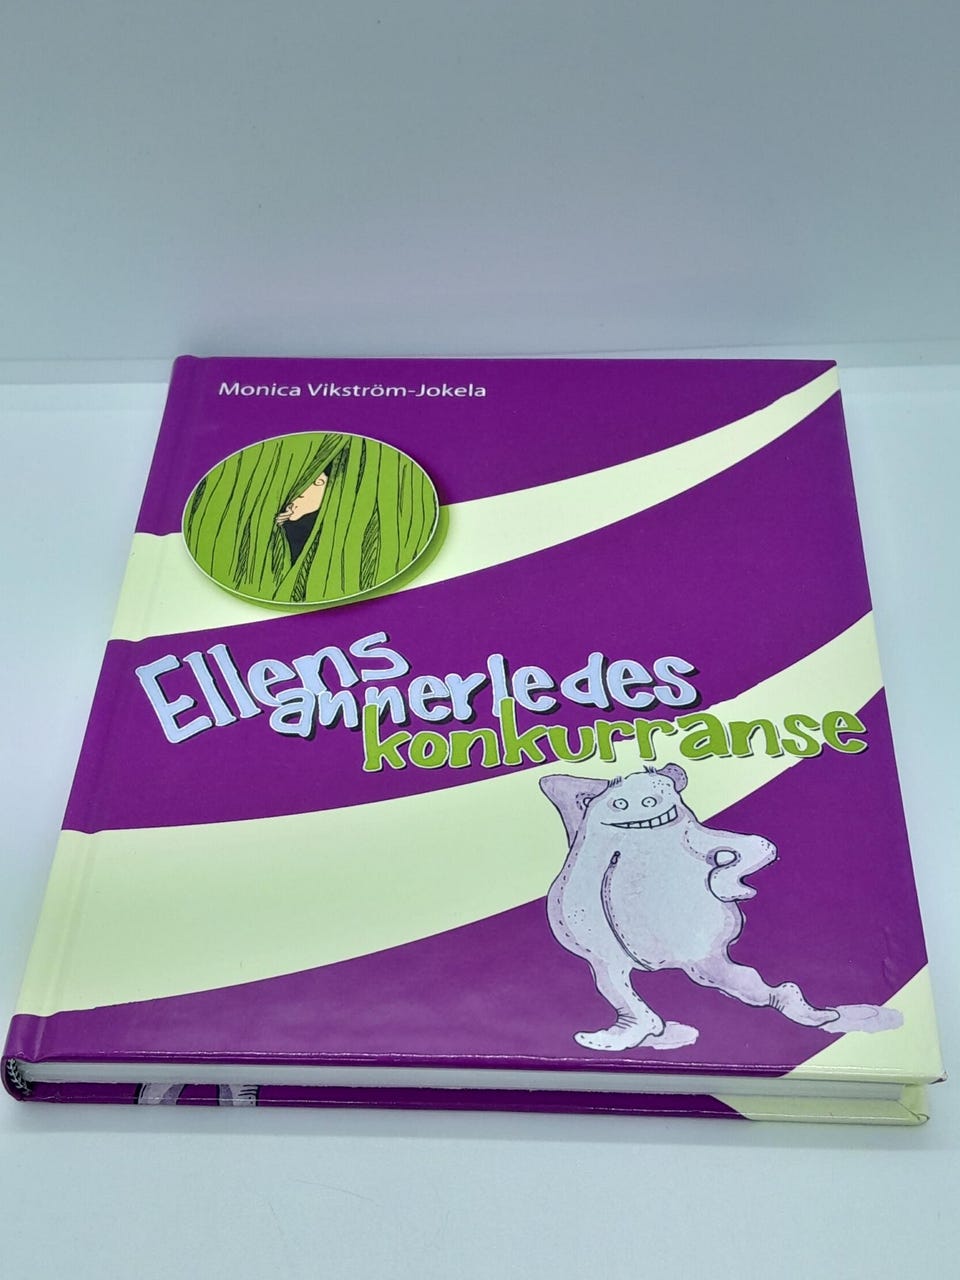 Monica Vikström-Jokela
Ellens
annerledes
konkurranse